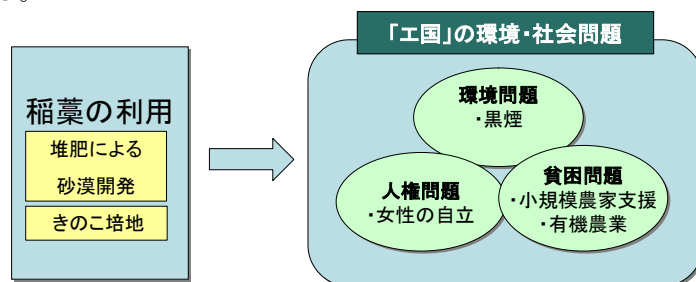 る。
稲藁の利用
堆肥による
砂漠開発
きのこ培地
「エ国」の環境・社会問題
環境問題
・黒煙
人権問題
・女性の自立
貧困問題
・小規模農家支援
・有機農業